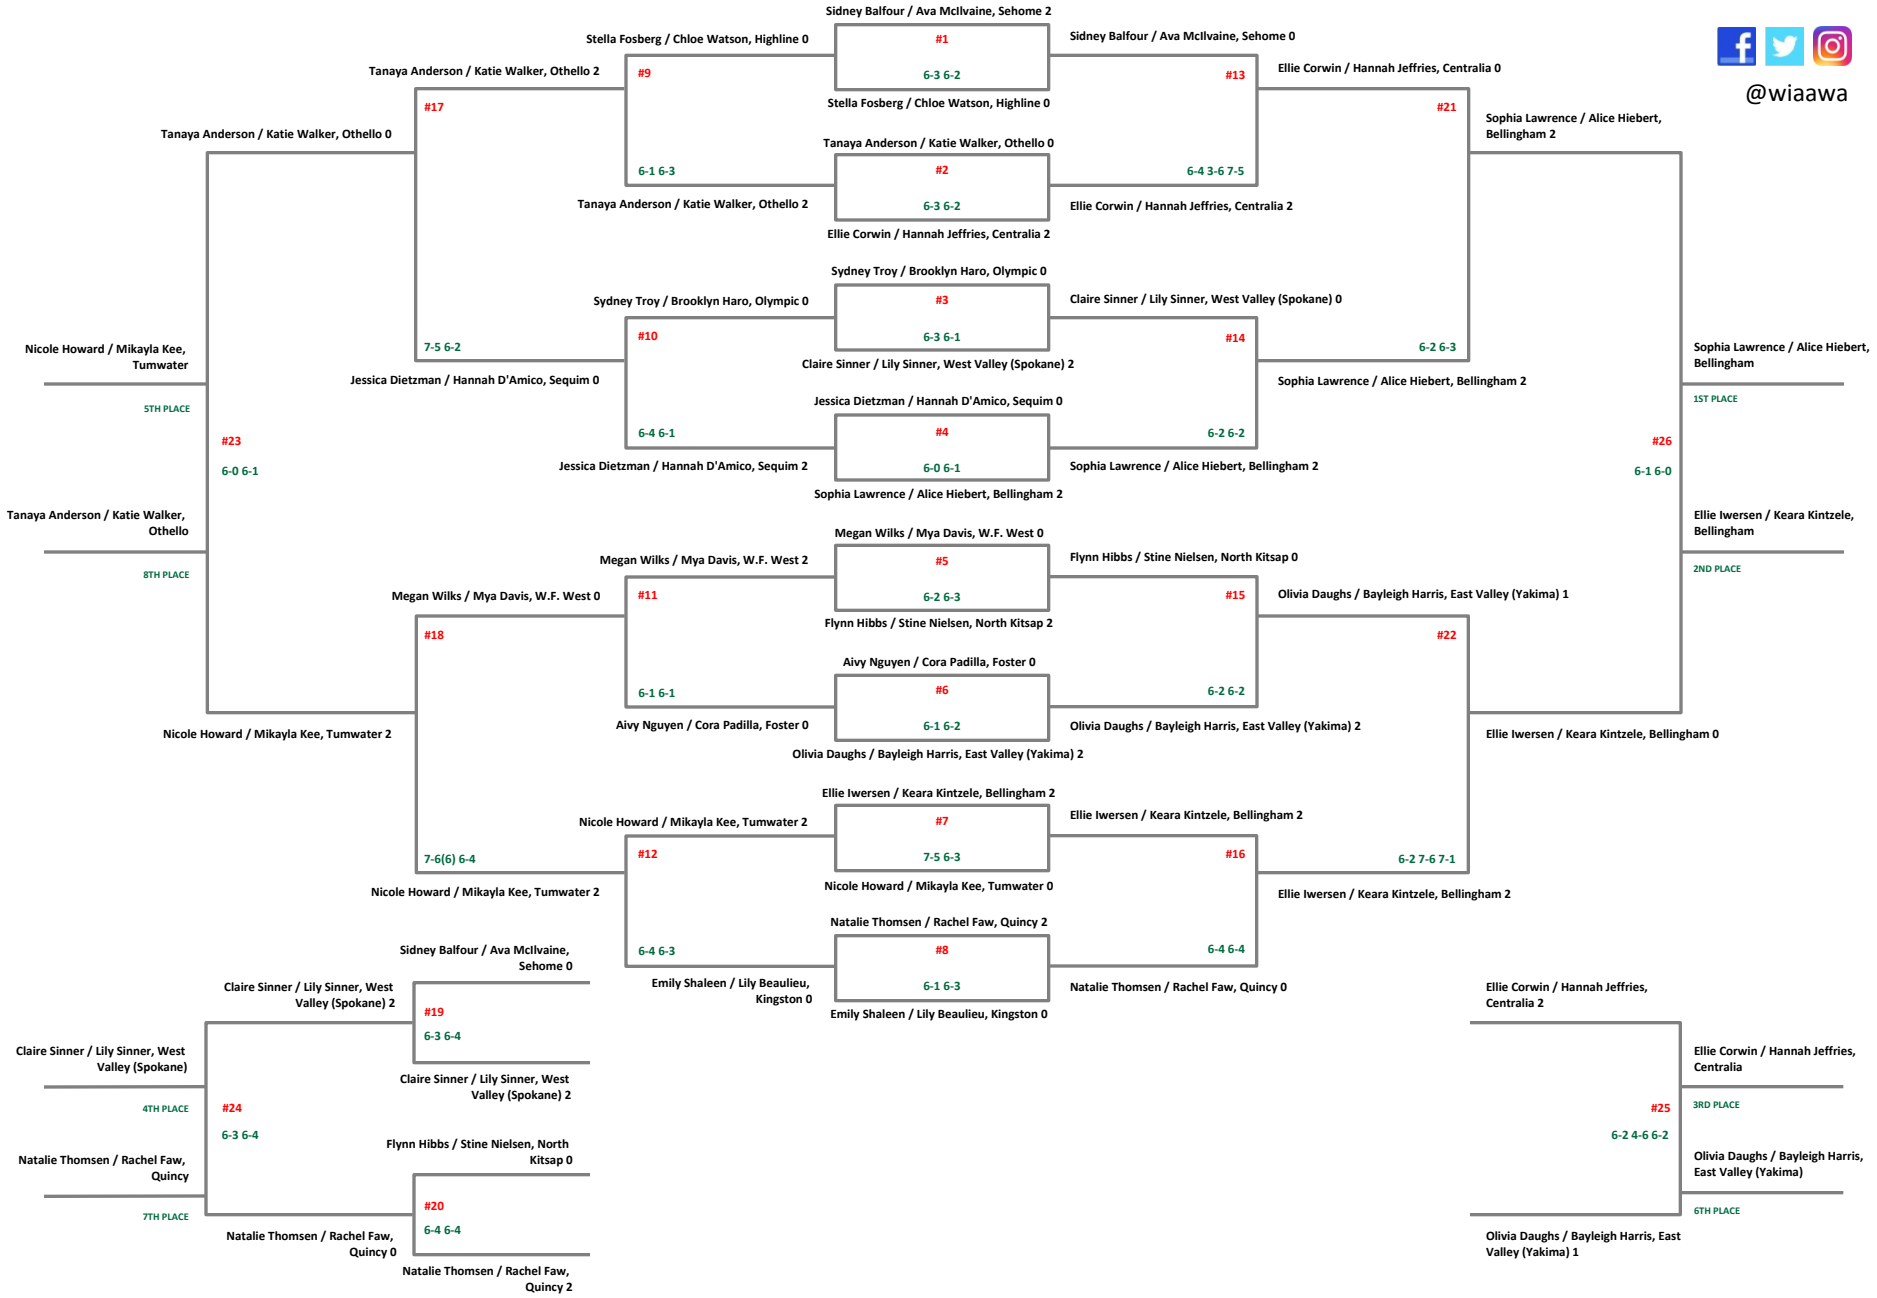 Sidney Balfour / Ava McIlvaine, Sehome 2
Stella Fosberg / Chloe Watson, Highline 0
#1
Sidney Balfour / Ava McIlvaine, Sehome 0
Tanaya Anderson / Katie Walker, Othello 2
#9
6-3 6-2
#13
Ellie Corwin / Hannah Jeffries, Centralia 0
@wiaawa
Stella Fosberg / Chloe Watson, Highline 0
#17
#21
Sophia Lawrence / Alice Hiebert,
Bellingham 2
Tanaya Anderson / Katie Walker, Othello 0
Tanaya Anderson / Katie Walker, Othello 0
6-1 6-3
#2
6-4 3-6 7-5
Tanaya Anderson / Katie Walker, Othello 2
6-3 6-2
Ellie Corwin / Hannah Jeffries, Centralia 2
Ellie Corwin / Hannah Jeffries, Centralia 2
Sydney Troy / Brooklyn Haro, Olympic 0
Sydney Troy / Brooklyn Haro, Olympic 0
#3
Claire Sinner / Lily Sinner, West Valley (Spokane) 0
#10
6-3 6-1
#14
Nicole Howard / Mikayla Kee,
Tumwater
7-5 6-2
6-2 6-3
Sophia Lawrence / Alice Hiebert,
Bellingham
Claire Sinner / Lily Sinner, West Valley (Spokane) 2
Jessica Dietzman / Hannah D'Amico, Sequim 0
Sophia Lawrence / Alice Hiebert, Bellingham 2
5TH PLACE
Jessica Dietzman / Hannah D'Amico, Sequim 0
1ST PLACE
#23
6-4 6-1
#4
6-2 6-2
#26
6-0 6-1
Jessica Dietzman / Hannah D'Amico, Sequim 2
6-0 6-1
Sophia Lawrence / Alice Hiebert, Bellingham 2
6-1 6-0
Sophia Lawrence / Alice Hiebert, Bellingham 2
Tanaya Anderson / Katie Walker,
Othello
Ellie Iwersen / Keara Kintzele,
Bellingham
Megan Wilks / Mya Davis, W.F. West 0
Megan Wilks / Mya Davis, W.F. West 2
#5
Flynn Hibbs / Stine Nielsen, North Kitsap 0
8TH PLACE
2ND PLACE
Megan Wilks / Mya Davis, W.F. West 0
#11
6-2 6-3
#15
Olivia Daughs / Bayleigh Harris, East Valley (Yakima) 1
Flynn Hibbs / Stine Nielsen, North Kitsap 2
#18
#22
Aivy Nguyen / Cora Padilla, Foster 0
6-1 6-1
#6
6-2 6-2
Aivy Nguyen / Cora Padilla, Foster 0
6-1 6-2
Olivia Daughs / Bayleigh Harris, East Valley (Yakima) 2
Nicole Howard / Mikayla Kee, Tumwater 2
Ellie Iwersen / Keara Kintzele, Bellingham 0
Olivia Daughs / Bayleigh Harris, East Valley (Yakima) 2
Ellie Iwersen / Keara Kintzele, Bellingham 2
Nicole Howard / Mikayla Kee, Tumwater 2
#7
Ellie Iwersen / Keara Kintzele, Bellingham 2
7-6(6) 6-4
#12
7-5 6-3
#16
6-2 7-6 7-1
Nicole Howard / Mikayla Kee, Tumwater 2
Nicole Howard / Mikayla Kee, Tumwater 0
Ellie Iwersen / Keara Kintzele, Bellingham 2
Natalie Thomsen / Rachel Faw, Quincy 2
Sidney Balfour / Ava McIlvaine,
Sehome 0
6-4 6-3
#8
6-4 6-4
Claire Sinner / Lily Sinner, West
Valley (Spokane) 2
Emily Shaleen / Lily Beaulieu,
Kingston 0
6-1 6-3
Natalie Thomsen / Rachel Faw, Quincy 0
Ellie Corwin / Hannah Jeffries,
Centralia 2
Emily Shaleen / Lily Beaulieu, Kingston 0
#19
6-3 6-4
Claire Sinner / Lily Sinner, West
Valley (Spokane)
Ellie Corwin / Hannah Jeffries,
Centralia
Claire Sinner / Lily Sinner, West
Valley (Spokane) 2
4TH PLACE
#24
#25
3RD PLACE
6-3 6-4
6-2 4-6 6-2
Flynn Hibbs / Stine Nielsen, North
Kitsap 0
Natalie Thomsen / Rachel Faw,
Quincy
Olivia Daughs / Bayleigh Harris,
East Valley (Yakima)
#20
7TH PLACE
6TH PLACE
6-4 6-4
Natalie Thomsen / Rachel Faw,
Quincy 0
Olivia Daughs / Bayleigh Harris, East
Valley (Yakima) 1
Natalie Thomsen / Rachel Faw,
Quincy 2